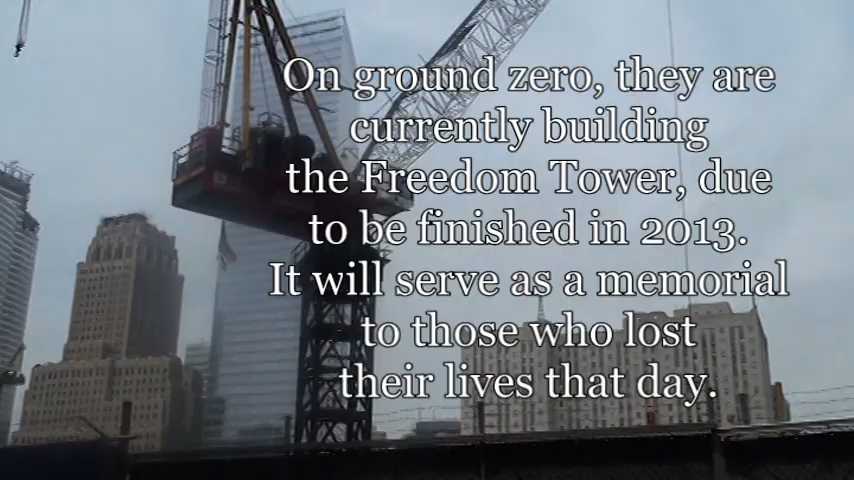 On ground zero, they are
currently building
the Freedom Tower, due
to be finished in 2013.
It will serve as a memorial
to those who lost
their lives that day.